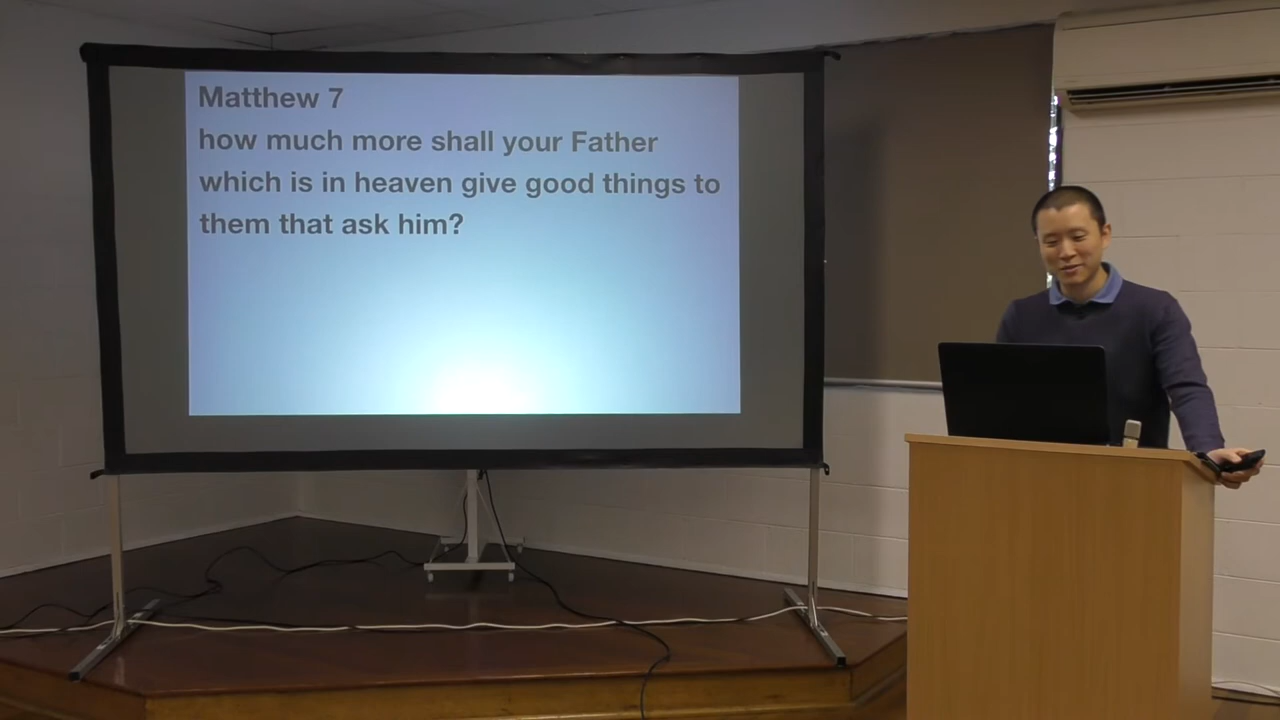 Matthew 7
how much more shall your Father
which is in heaven give good things to
them that ask him?